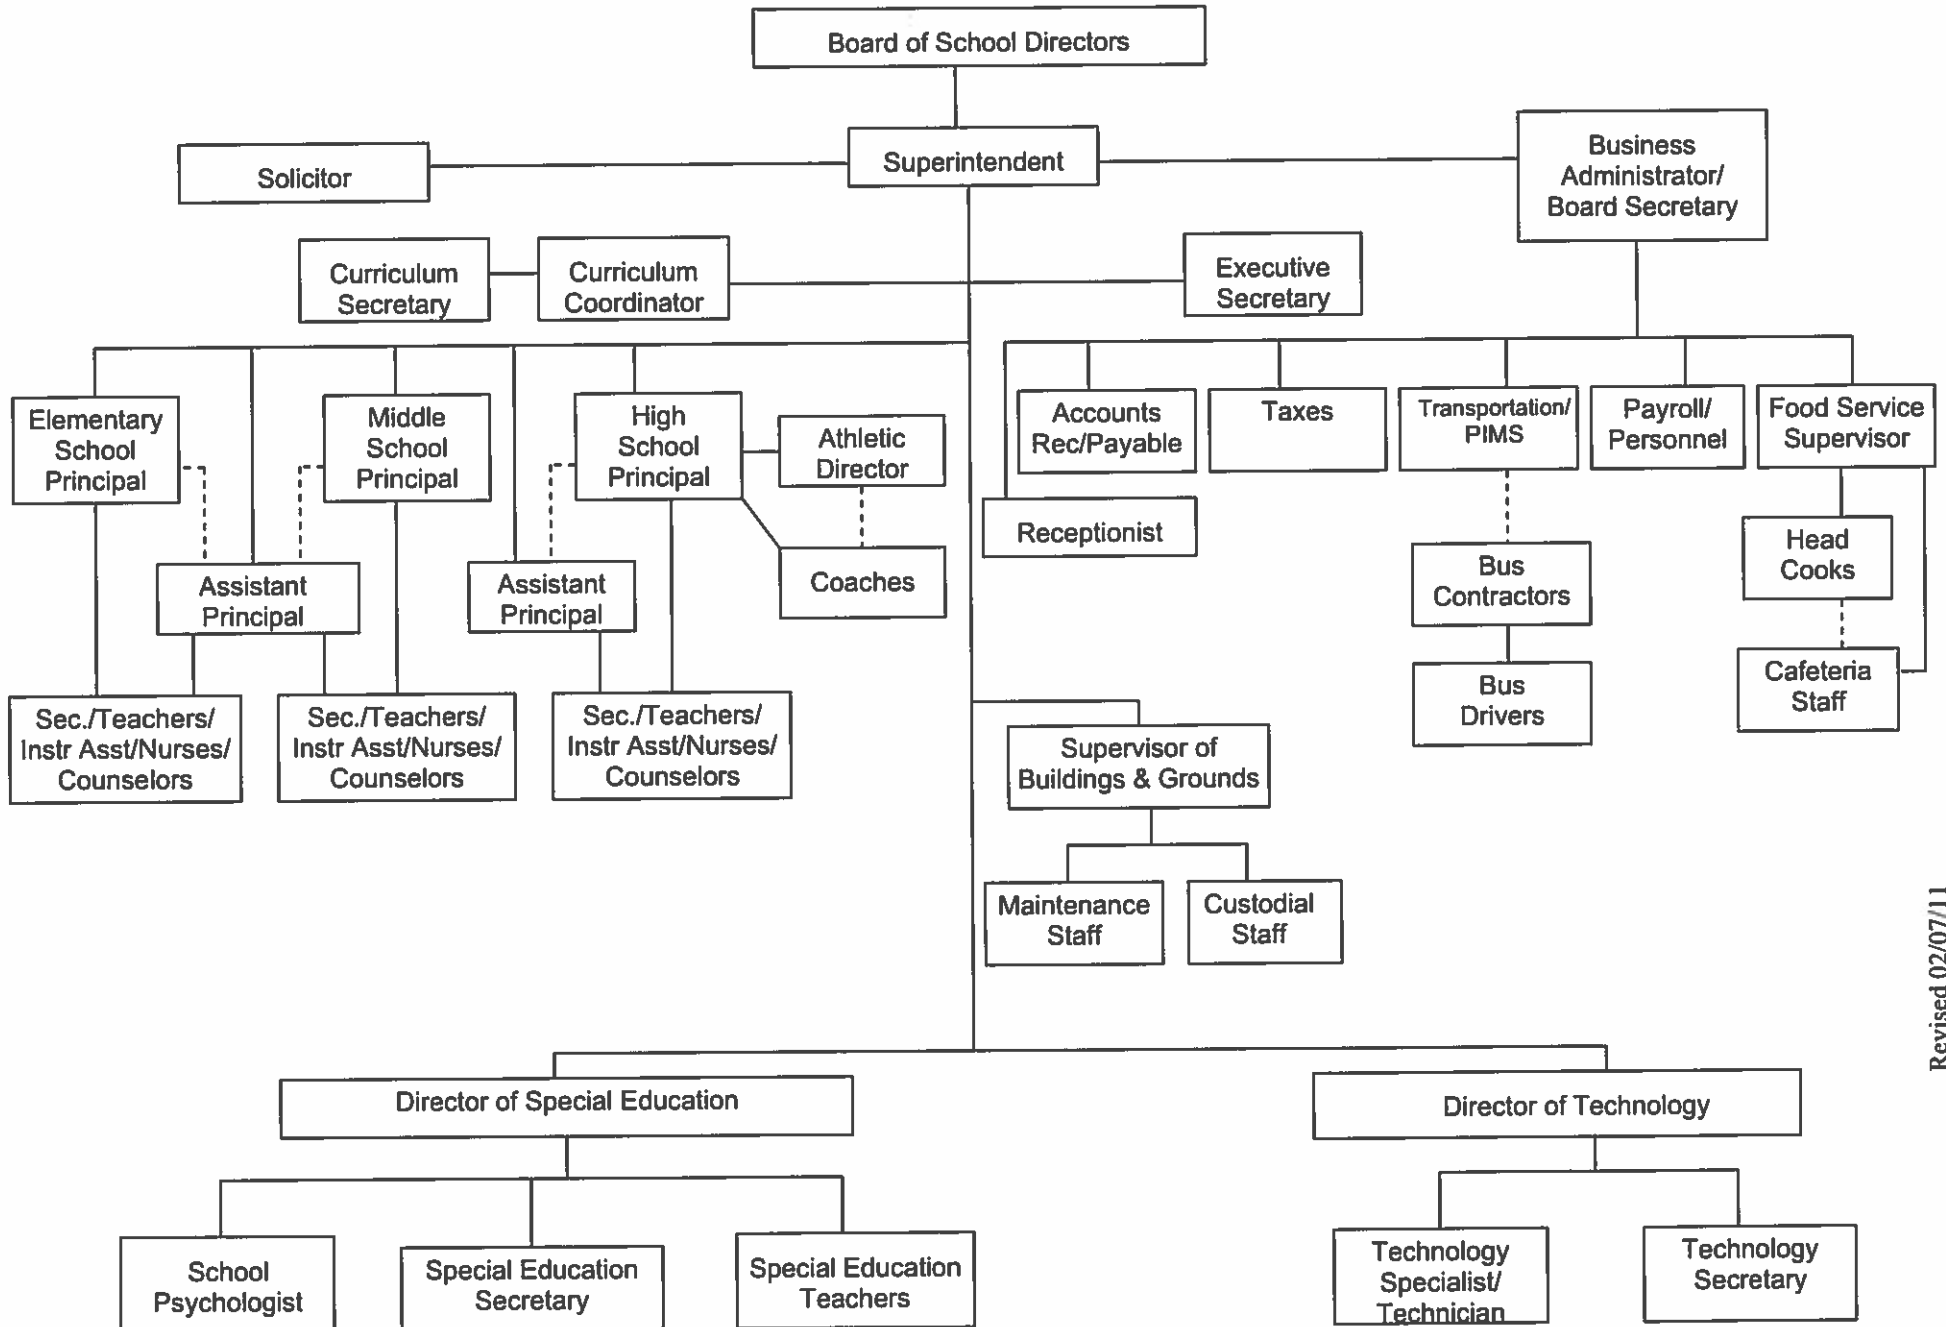 Board of School Directors
Solicitor
Superintendent
Business
Administrator/
Board Secretary
Curriculum
Secretary
Curriculum
Coordinator
Executive
Secretary
Elementary
School
Principal
Middle
School
Principal
High
School
Principal
Athletic
Director
Accounts
Rec/Payable
Taxes
Transportation/
PIMS
Payroll/
Personnel
Food Service
Supervisor
Receptionist
Assistant
Principal
Assistant
Principal
Coaches
Bus
Contractors
Head
Cooks
Sec./Teachers/
Instr Asst/Nurses/
Counselors
Sec./Teachers/
Instr Asst/Nurses/
Counselors
Sec./Teachers/
Instr Asst/Nurses/
Counselors
Bus
Drivers
Cafeteria
Staff
Supervisor of
Buildings & Grounds
Maintenance
Staff
Custodial
Staff
Revised 02/07/11
Director of Special Education
Director of Technology
School
Psychologist
Special Education
Secretary
Special Education
Teachers
Technology
Specialist/
Technician
Technology
Secretary